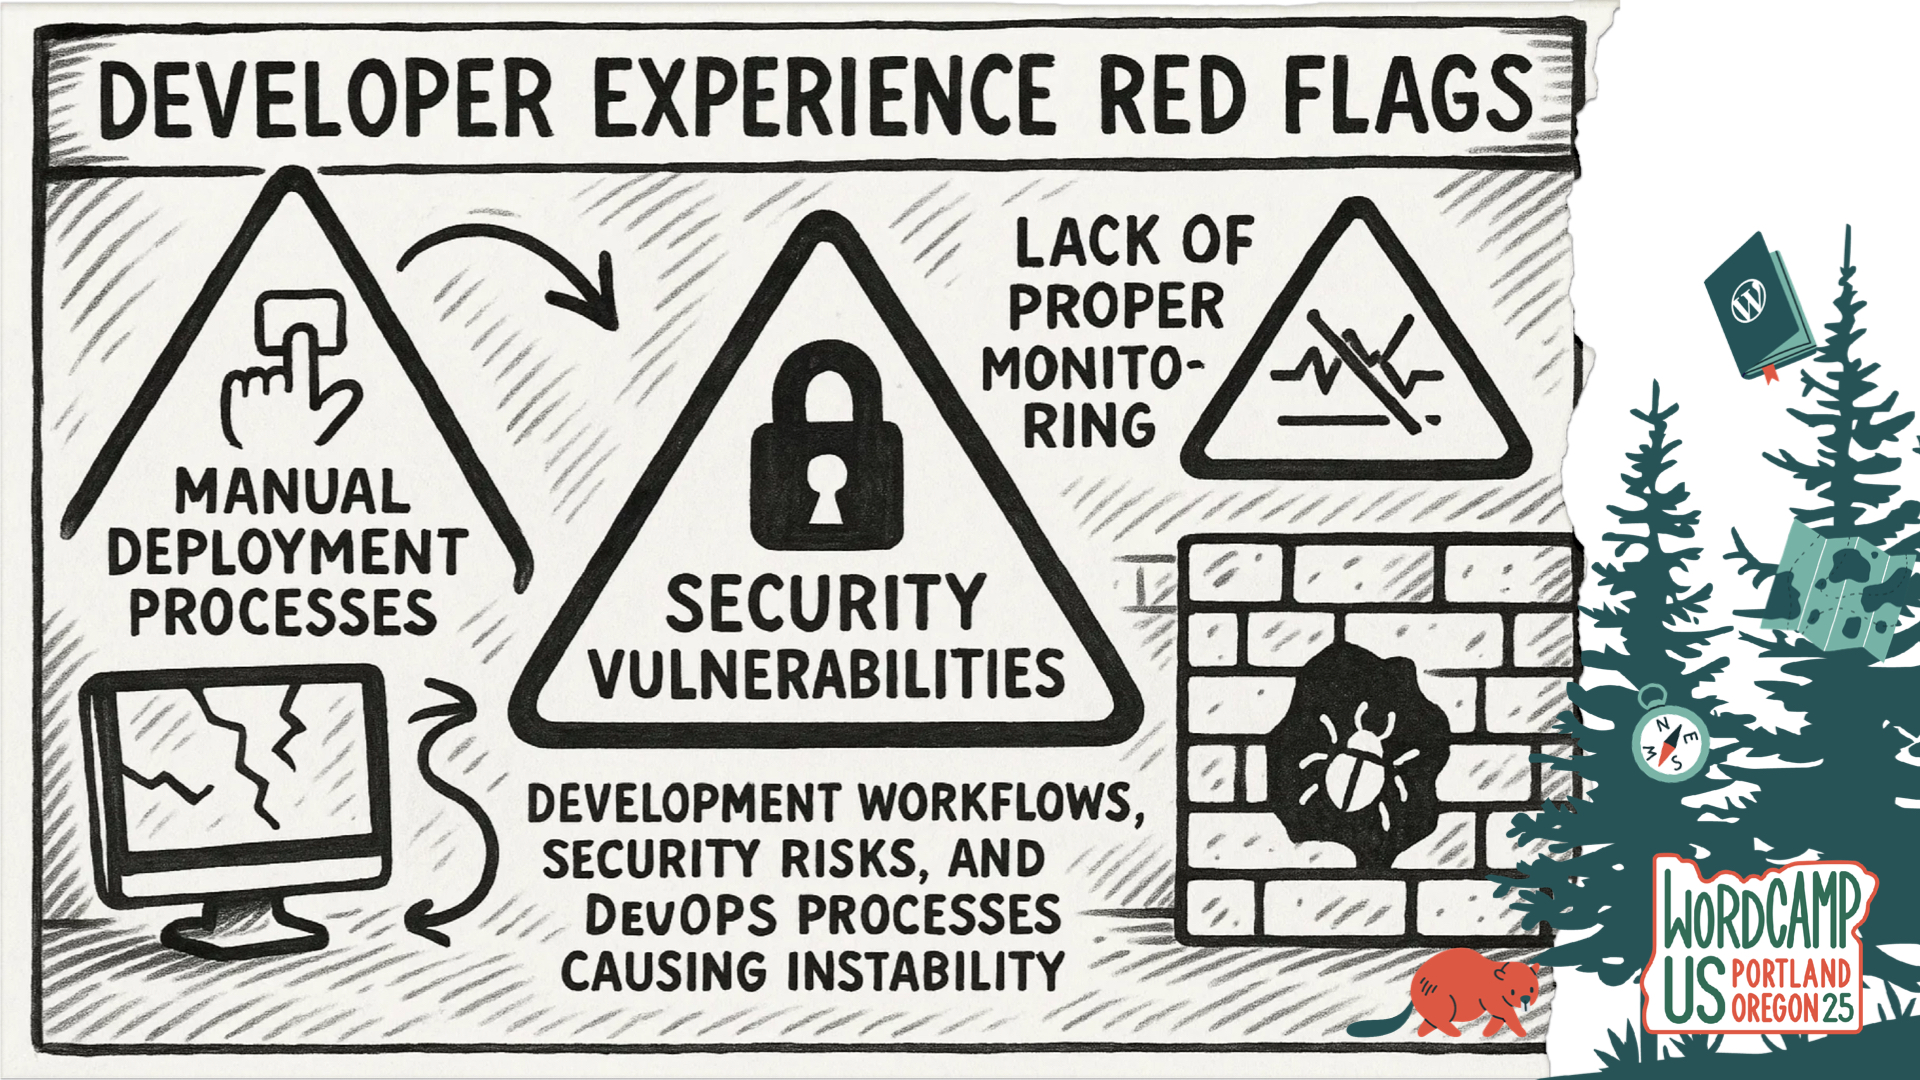 DEVELOPER EXPERIENCE RED FLAGS
MANUAL
DEPLOYMENT
PROCESSES
SECURITY
VULNERABILITIES
LACK OF
PROPER
MONITO-
RING
DEVELOPMENT WORKFLOWS,
SECURITY RISKS, AND
DEVOPS PROCESSES
CAUSING INSTABILITY
W
N
E
S
W
WORDCAMP
US PORTLAND
OREGON 25